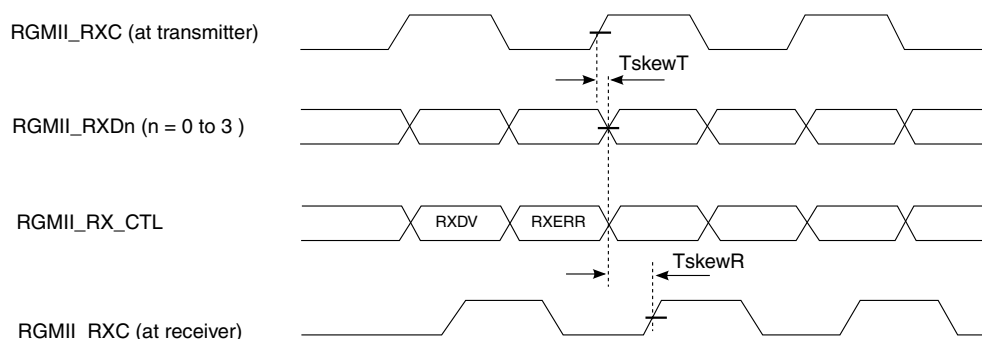 RGMII_RXC (at transmitter)
TskewT
RGMII_RXDn (n = 0 to 3 )
RGMII_RX_CTL
RXDV
RXERR
TskewR
RGMII_RXC (at receiver)